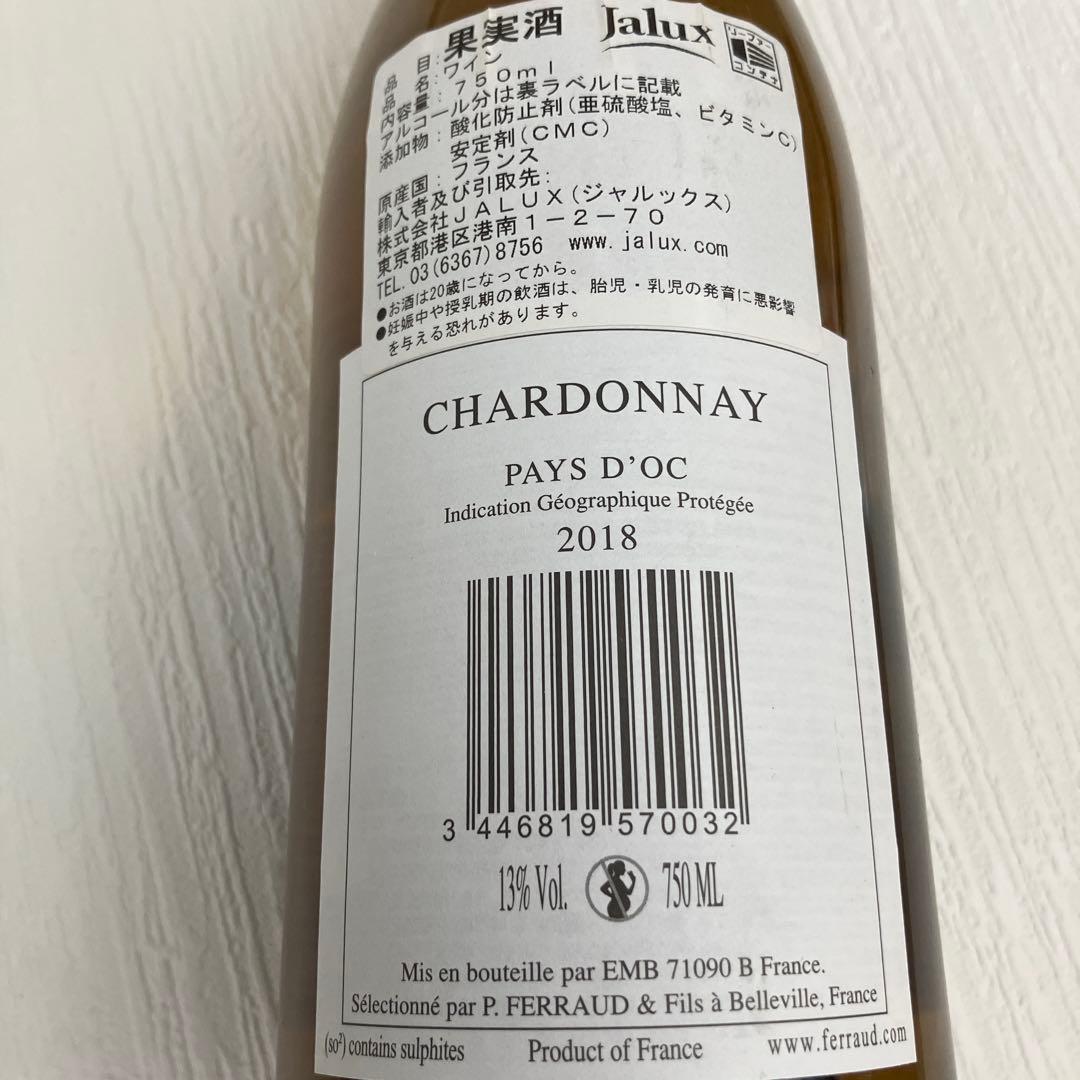 果実酒 Jalux リーファー コンテナ
品目:ワイン
品名:
内容量:750ml
アルコール分は裏ラベルに記載
添加物:酸化防止剤(亜硫酸塩、ビタミンC)
安定剤(CMC)
原産国:フランス
輸入者及び引取先:
株式会社JALUX(ジャルックス)
東京都港区港南1-2-70
TEL. 03(6367)8756 www.jalux.com
●お酒は20歳になってから。
●妊娠中や授乳期の飲酒は、胎児・乳児の発育に悪影響
を与える恐れがあります。
CHARDONNAY
PAYS D'OC
Indication Géographique Protégée
2018
3 446819 570032
13% Vol. 750 ML
Mis en bouteille par EMB 71090 B France.
Sélectionné par P. FERRAUD & Fils à Belleville, France
(so²) contains sulphites Product of France www.ferraud.com